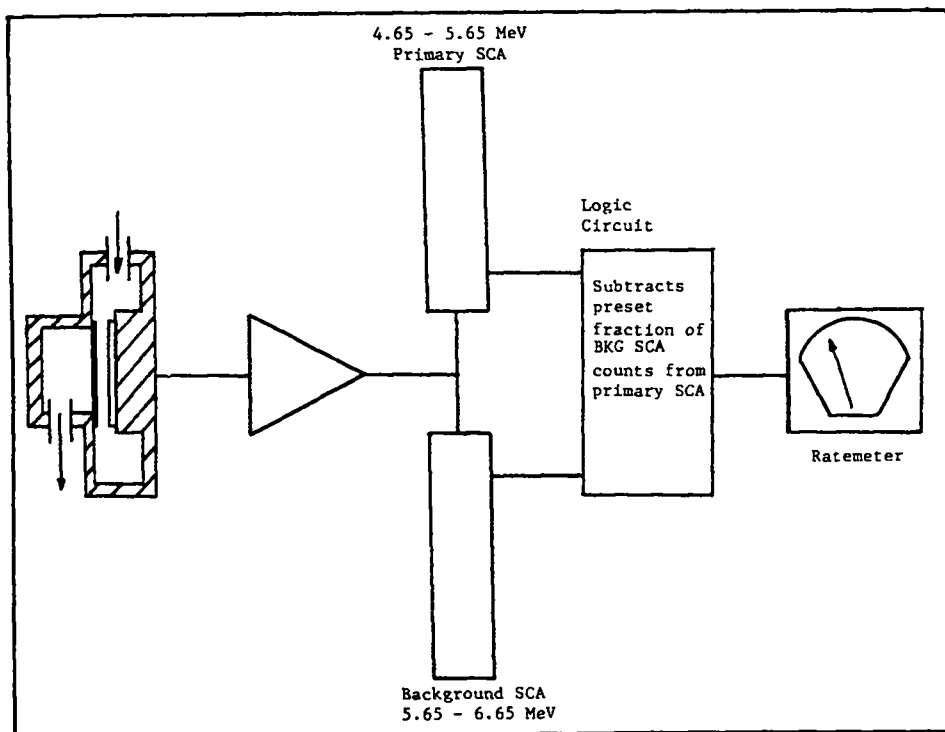 4.65 - 5.65 MeV
Primary SCA
Logic
Circuit
Subtracts
preset
fraction of
BKG SCA
counts from
primary SCA
Ratemeter
Background SCA
5.65 - 6.65 MeV